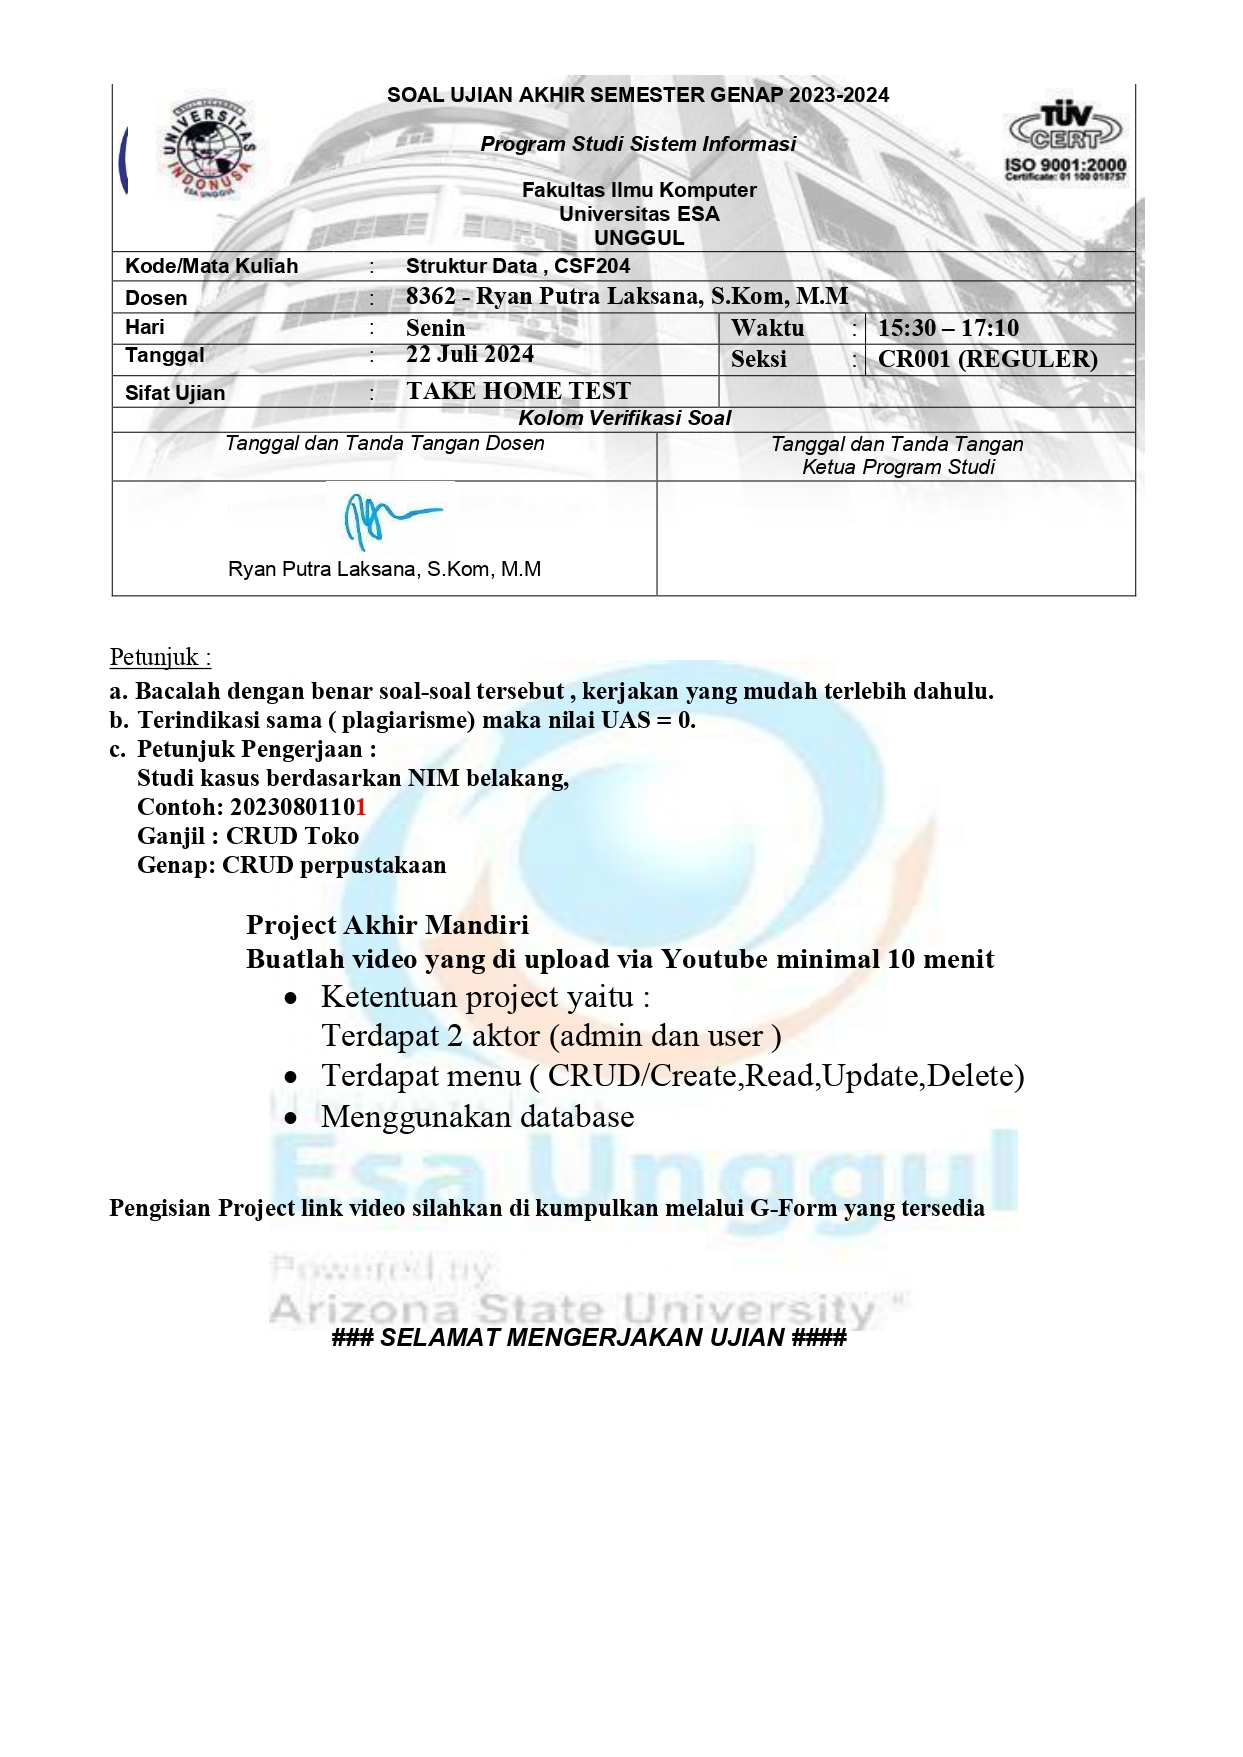 SOAL UJIAN AKHIR SEMESTER GENAP 2023-2024
Program Studi Sistem Informasi
Fakultas Ilmu Komputer
Universitas ESA
UNGGUL
UNIVERSITAS
INDONUSA
ESA UNGGUL
TÜV
CERT
ISO 9001:2000
Certificate: 01 100 018757
Kode/Mata Kuliah : Struktur Data , CSF204
Dosen : 8362 - Ryan Putra Laksana, S.Kom, M.M
Hari : Senin Waktu : 15:30 – 17:10
Tanggal : 22 Juli 2024 Seksi : CR001 (REGULER)
Sifat Ujian : TAKE HOME TEST
Kolom Verifikasi Soal
Tanggal dan Tanda Tangan Dosen
Tanggal dan Tanda Tangan
Ketua Program Studi
Ryan Putra Laksana, S.Kom, M.M
Petunjuk :
a. Bacalah dengan benar soal-soal tersebut , kerjakan yang mudah terlebih dahulu.
b. Terindikasi sama ( plagiarisme) maka nilai UAS = 0.
c. Petunjuk Pengerjaan :
Studi kasus berdasarkan NIM belakang,
Contoh: 20230801101
Ganjil : CRUD Toko
Genap: CRUD perpustakaan
Project Akhir Mandiri
Buatlah video yang di upload via Youtube minimal 10 menit
• Ketentuan project yaitu :
Terdapat 2 aktor (admin dan user )
• Terdapat menu ( CRUD/Create,Read,Update,Delete)
• Menggunakan database
Universitas
Esa Unggul
Pengisian Project link video silahkan di kumpulkan melalui G-Form yang tersedia
Powered by
Arizona State University
### SELAMAT MENGERJAKAN UJIAN ####